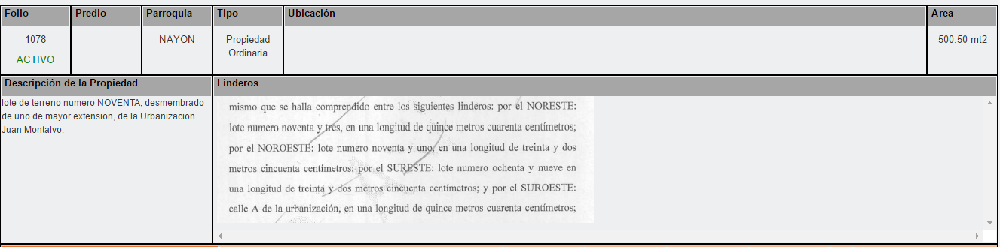 Folio Predio Parroquia Tipo Ubicación Area
1078 NAYON Propiedad 500.50 mt2
ACTIVO Ordinaria
Descripción de la Propiedad Linderos
lote de terreno numero NOVENTA, desmembrado
de uno de mayor extension, de la Urbanizacion
Juan Montalvo.
mismo que se halla comprendido entre los siguientes linderos: por el NORESTE:
lote numero noventa y tres, en una longitud de quince metros cuarenta centímetros;
por el NOROESTE: lote numero noventa y uno, en una longitud de treinta y dos
metros cincuenta centímetros; por el SURESTE: lote numero ochenta y nueve en
una longitud de treinta y dos metros cincuenta centímetros; y por el SUROESTE:
calle A de la urbanización, en una longitud de quince metros cuarenta centímetros;